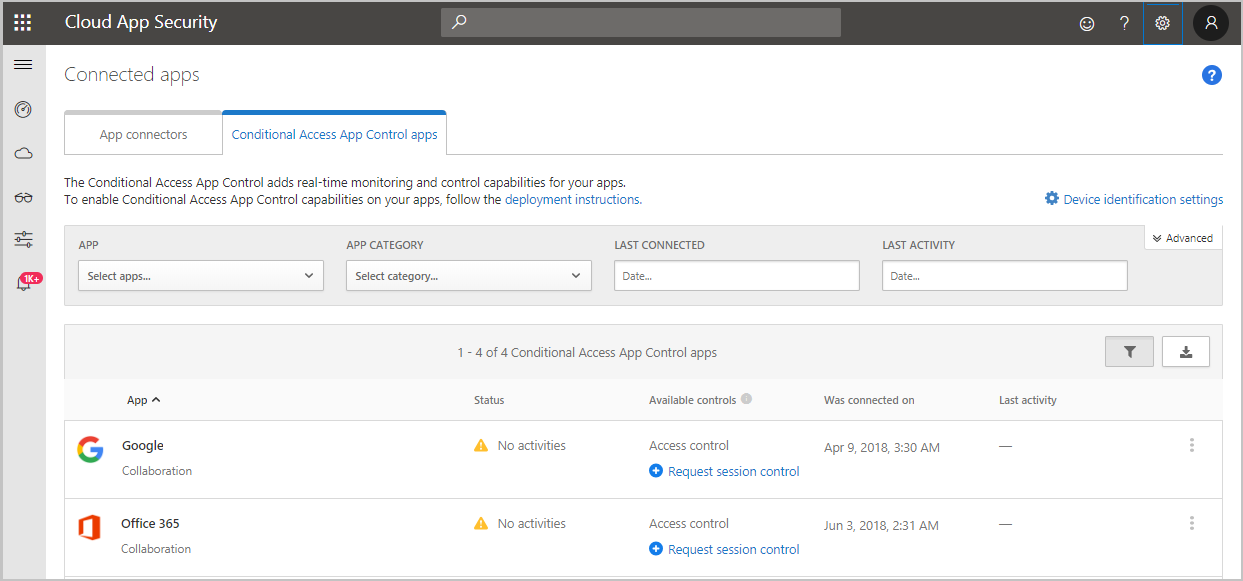 Cloud App Security
?
Connected apps
?
App connectors
Conditional Access App Control apps
The Conditional Access App Control adds real-time monitoring and control capabilities for your apps.
To enable Conditional Access App Control capabilities on your apps, follow the deployment instructions.
Device identification settings
Advanced
APP
APP CATEGORY
LAST CONNECTED
LAST ACTIVITY
Select apps...
Select category...
Date...
Date...
1K+
1 - 4 of 4 Conditional Access App Control apps
App
Status
Available controls
Was connected on
Last activity
Google
No activities
Access control
Apr 9, 2018, 3:30 AM
—
Collaboration
Request session control
Office 365
No activities
Access control
Jun 3, 2018, 2:31 AM
—
Collaboration
Request session control